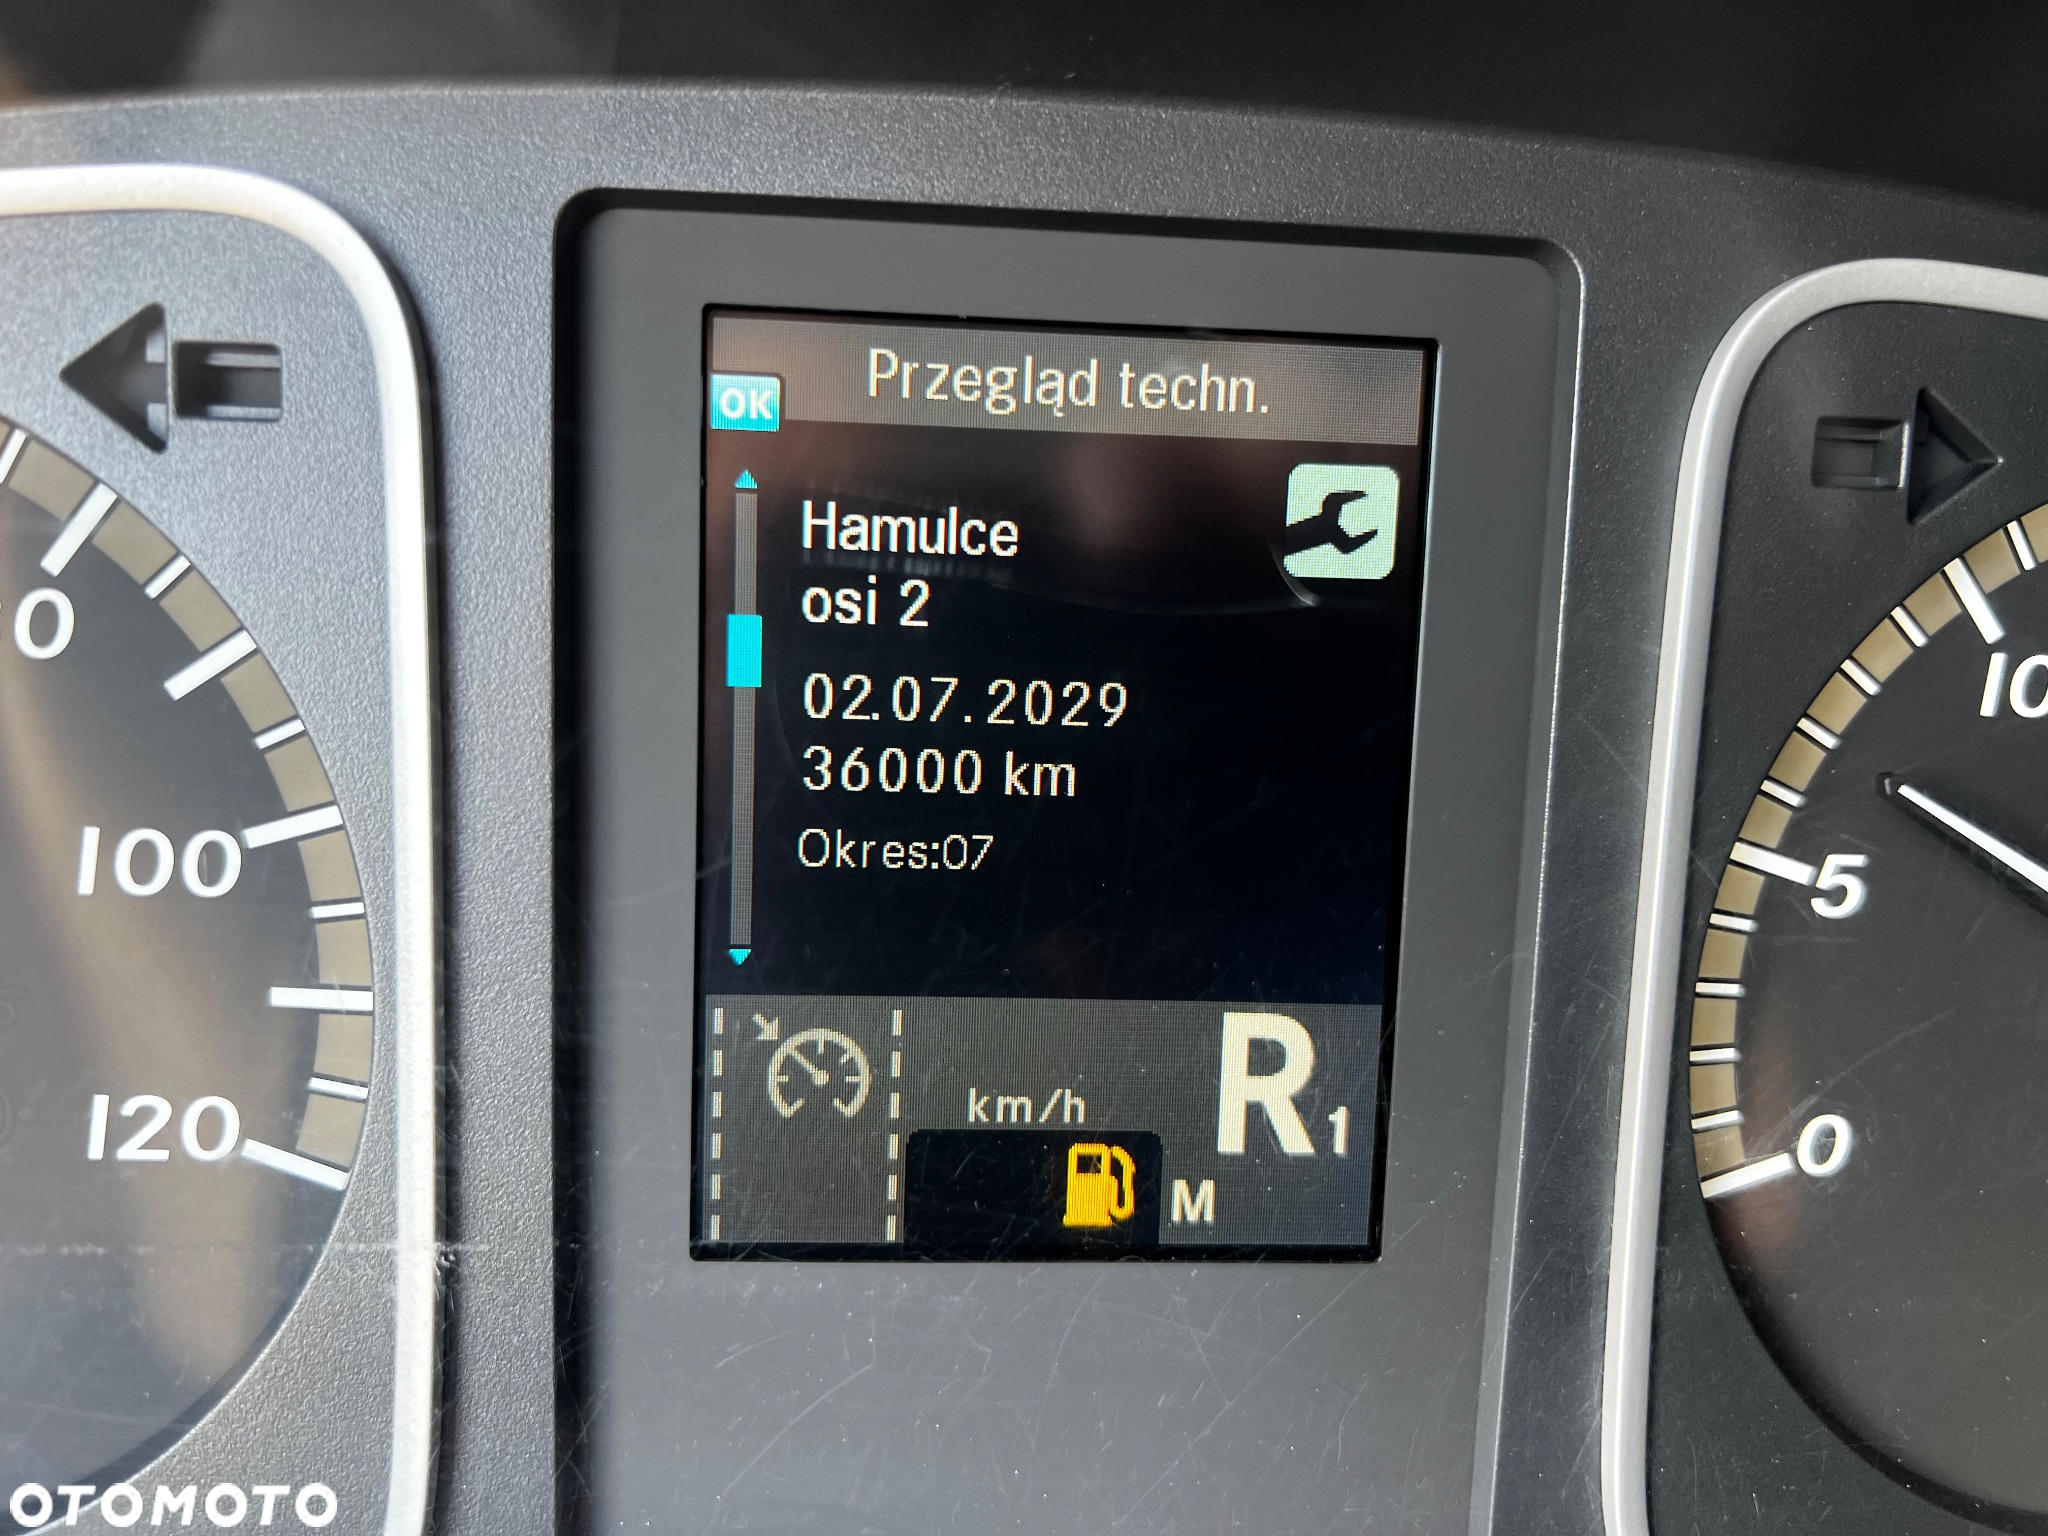 Przegląd techn.
OK
Hamulce
osi 2
02.07.2029
36000 km
Okres:07
km/h
R1
M
100
120
10
5
0
OTOMOTO